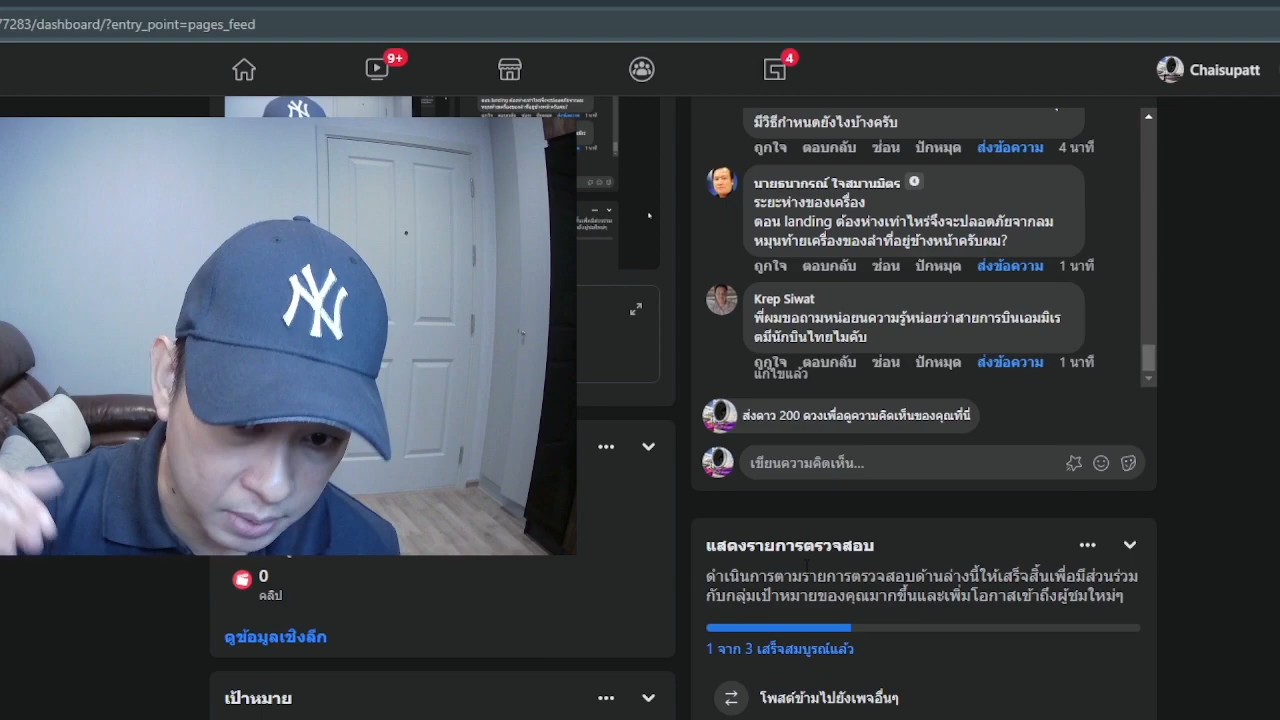 77283/dashboard/?entry_point=pages_feed
9+
4
Chaisupatt
NY
มีวิธีกำหนดยังไงบ้างครับ
ถูกใจ ตอบกลับ ซ่อน ปักหมุด ส่งข้อความ 4 นาที
นายธนากรณ์ ใจสมานมิตร
ระยะห่างของเครื่อง
ตอน landing ต้องห่างเท่าไหร่จึงจะปลอดภัยจากลม
หมุนท้ายเครื่องของลำที่อยู่ข้างหน้าครับผม?
ถูกใจ ตอบกลับ ซ่อน ปักหมุด ส่งข้อความ 1 นาที
Krep Siwat
พี่ผมขอถามหน่อยนความรู้หน่อยว่าสายการบินเอมมิเร
ตมีนักบินไทยไมคับ
ถูกใจ ตอบกลับ ซ่อน ปักหมุด ส่งข้อความ 1 นาที
แก้ไขแล้ว
ส่งดาว 200 ดวงเพื่อดูความคิดเห็นของคุณที่นี่
เขียนความคิดเห็น...
แสดงรายการตรวจสอบ
ดำเนินการตามรายการตรวจสอบด้านล่างนี้ให้เสร็จสิ้นเพื่อมีส่วนร่วม
กับกลุ่มเป้าหมายของคุณมากขึ้นและเพิ่มโอกาสเข้าถึงผู้ชมใหม่ๆ
1 จาก 3 เสร็จสมบูรณ์แล้ว
โพสต์ข้ามไปยังเพจอื่นๆ
0
คลิป
ดูข้อมูลเชิงลึก
เป้าหมาย